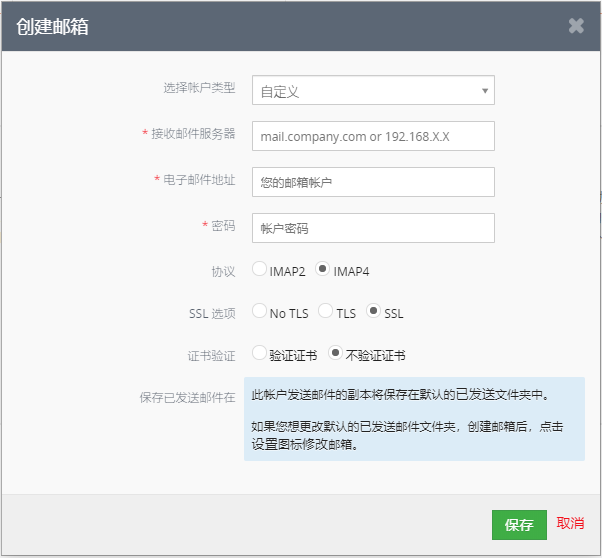 创建邮箱
选择帐户类型 自定义
* 接收邮件服务器 mail.company.com or 192.168.X.X
* 电子邮件地址 您的邮箱帐户
* 密码 帐户密码
协议 IMAP2 IMAP4
SSL 选项 No TLS TLS SSL
证书验证 验证证书 不验证证书
保存已发送邮件在 此帐户发送邮件的副本将保存在默认的已发送文件夹中。
如果您想更改默认的已发送邮件文件夹，创建邮箱后，点击
设置图标修改邮箱。
保存 取消